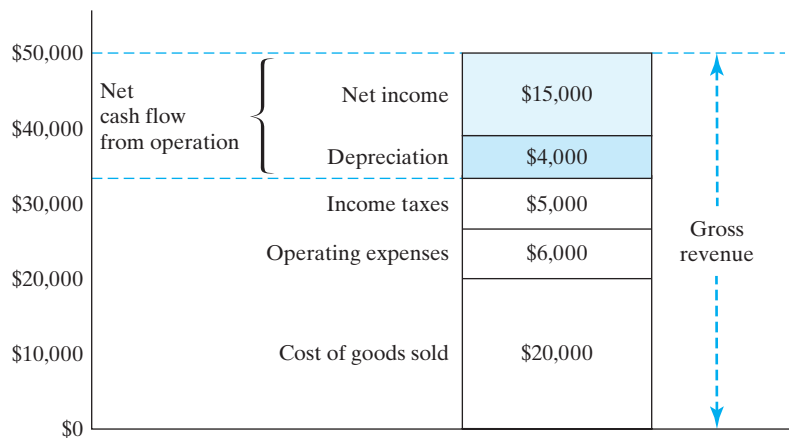 $50,000
Net income $15,000
Net
cash flow
from operation
$40,000
Depreciation $4,000
$30,000
Income taxes $5,000
Gross
revenue
Operating expenses $6,000
$20,000
$10,000
Cost of goods sold $20,000
$0